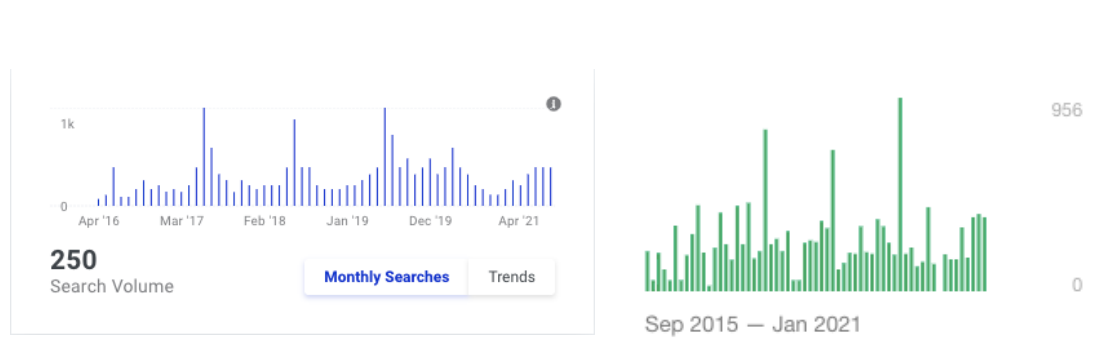 1k
0
Apr '16 Mar '17 Feb '18 Jan '19 Dec '19 Apr '21
250
Search Volume
Monthly Searches Trends
956
0
Sep 2015 — Jan 2021